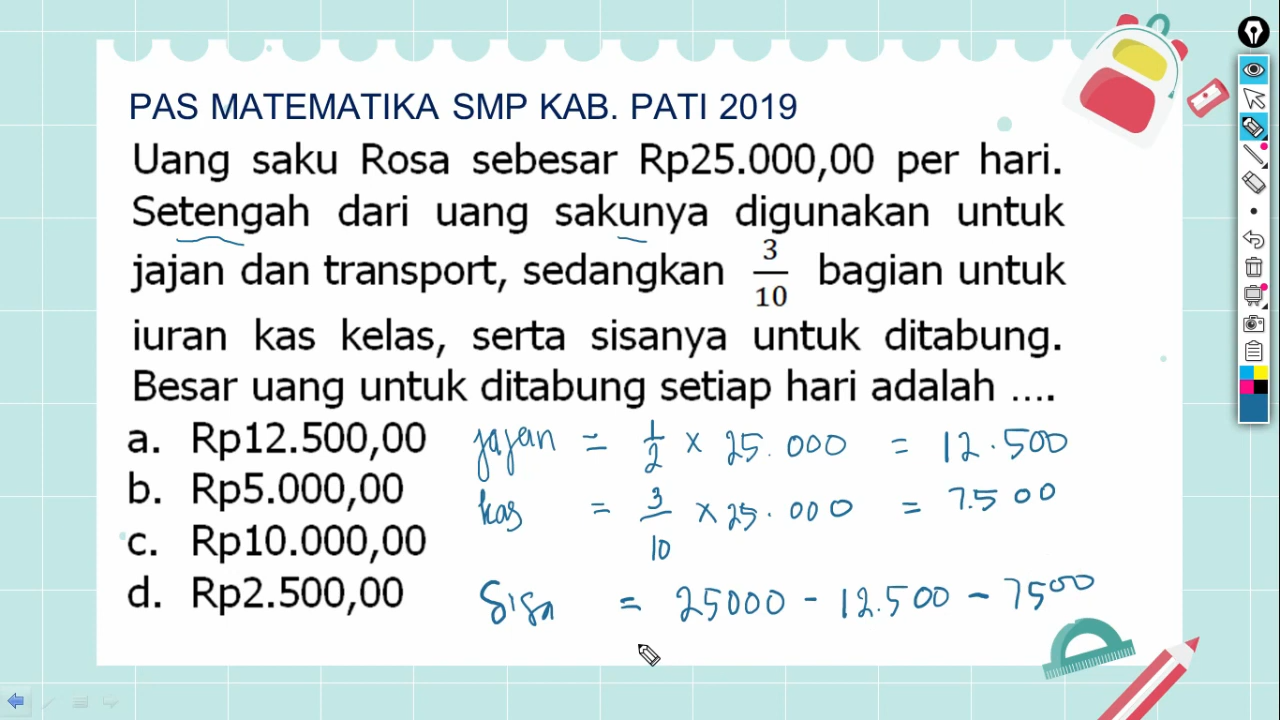 PAS MATEMATIKA SMP KAB. PATI 2019
Uang saku Rosa sebesar Rp25.000,00 per hari.
Setengah dari uang sakunya digunakan untuk
jajan dan transport, sedangkan 3/10 bagian untuk
iuran kas kelas, serta sisanya untuk ditabung.
Besar uang untuk ditabung setiap hari adalah ....
a. Rp12.500,00
jajan = 1/2 x 25.000 = 12.500
b. Rp5.000,00
kas = 3/10 x 25.000 = 7.500
c. Rp10.000,00
d. Rp2.500,00
Sisa = 25000 - 12.500 - 7500